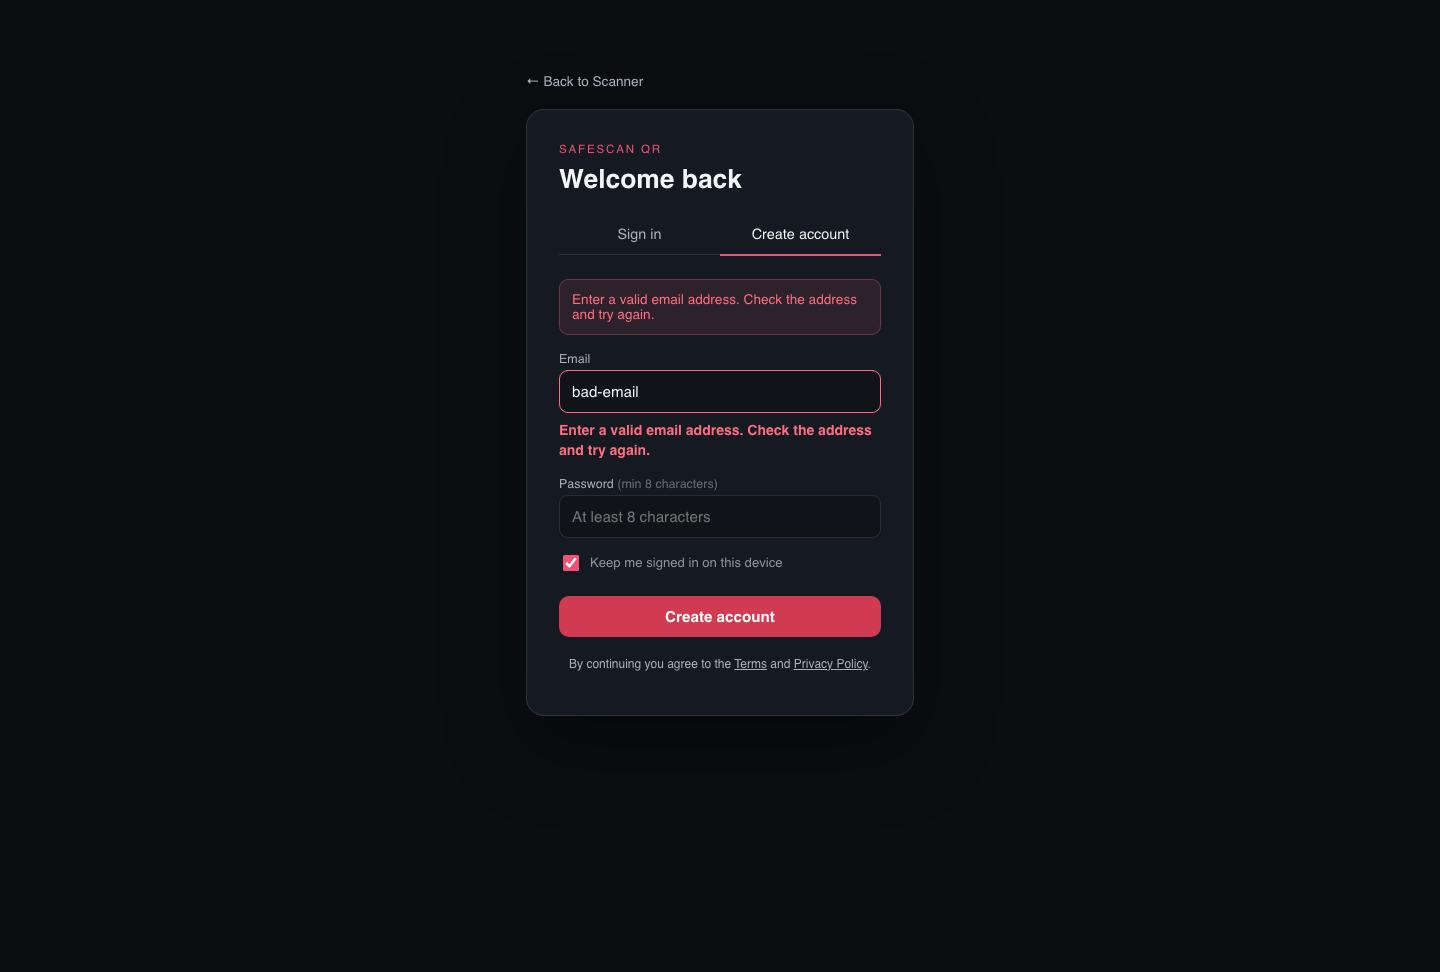 ← Back to Scanner
SAFESCAN QR
Welcome back
Sign in
Create account
Enter a valid email address. Check the address
and try again.
Email
bad-email
Enter a valid email address. Check the address
and try again.
Password (min 8 characters)
At least 8 characters
Keep me signed in on this device
Create account
By continuing you agree to the Terms and Privacy Policy.